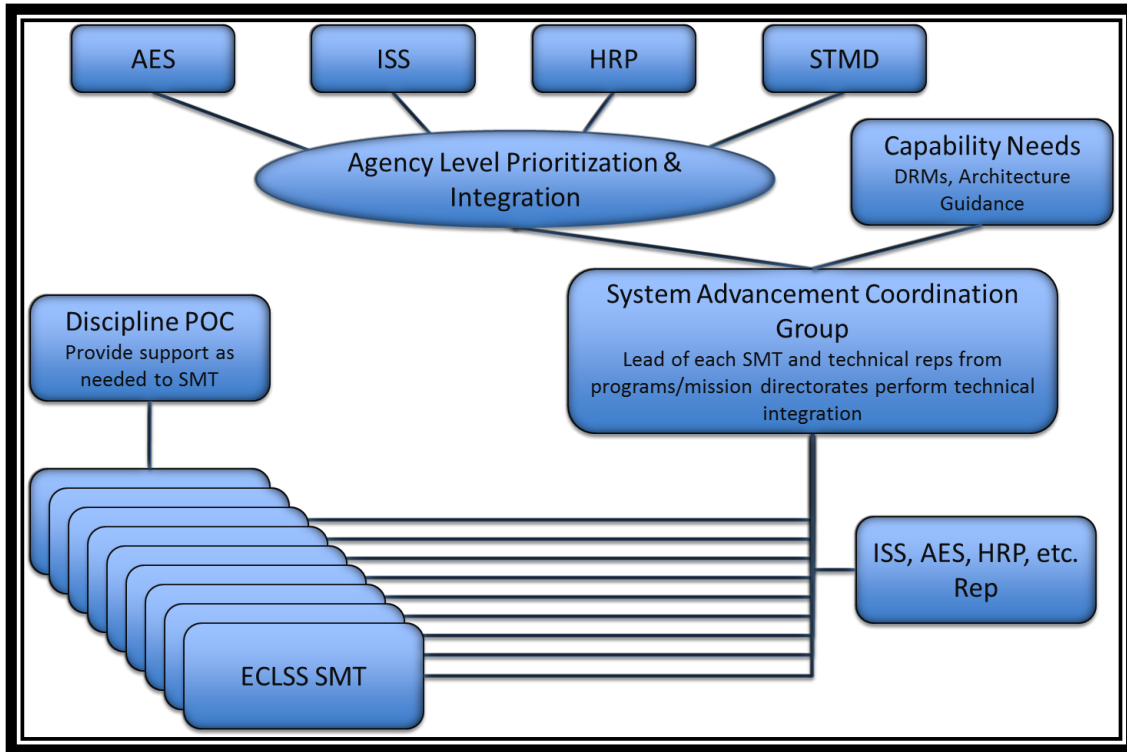 AES
ISS
HRP
STMD
Agency Level Prioritization &
Integration
Capability Needs
DRMs, Architecture
Guidance
System Advancement Coordination
Group
Lead of each SMT and technical reps from
programs/mission directorates perform technical
integration
Discipline POC
Provide support as
needed to SMT
ISS, AES, HRP, etc.
Rep
ECLSS SMT